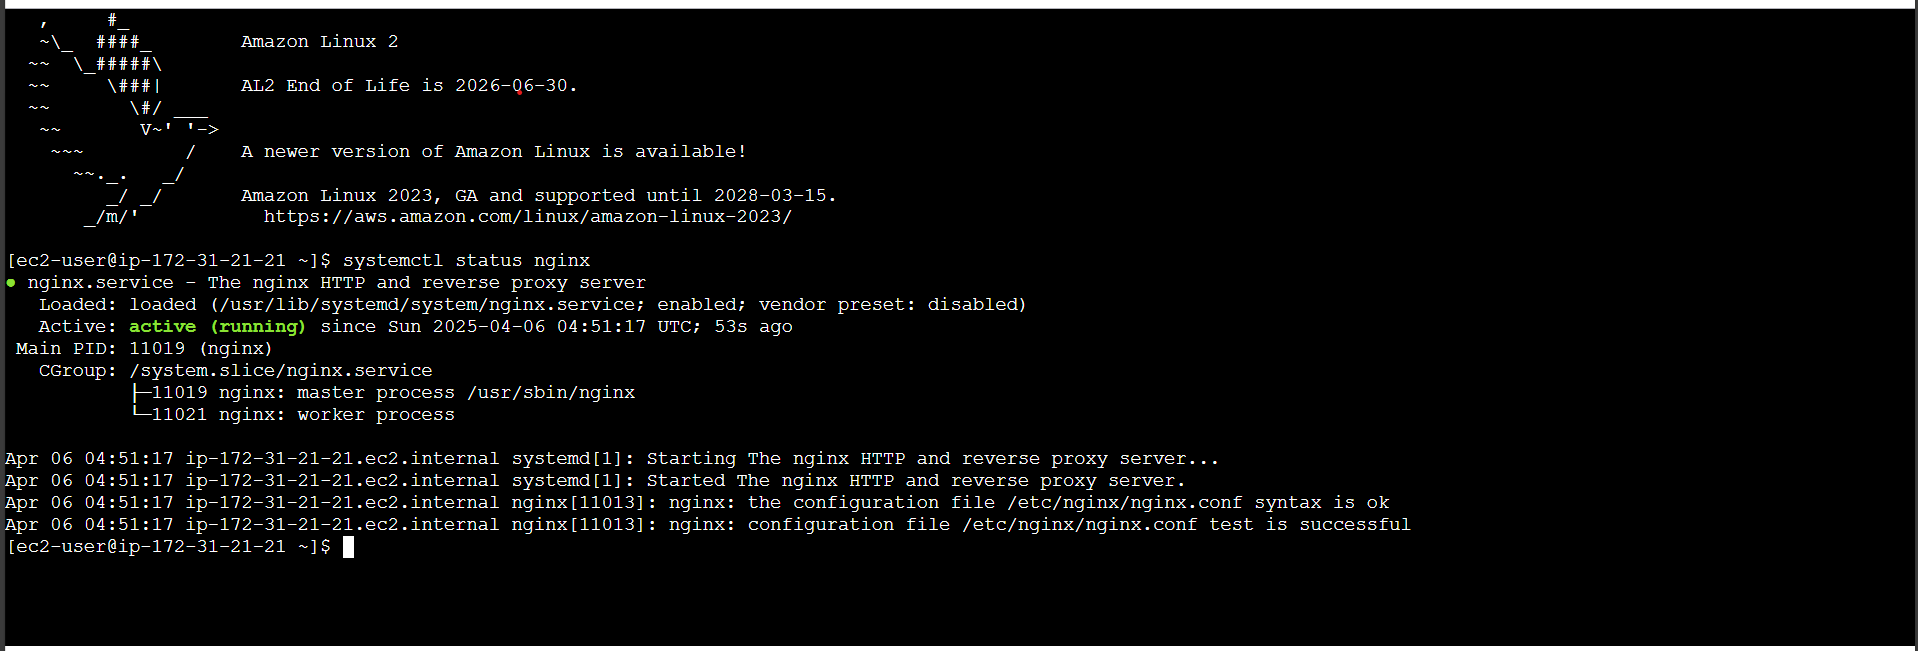 ,     #_
   ~\_  ####_        Amazon Linux 2
  ~~  \_#####\
  ~~     \###|       AL2 End of Life is 2026-06-30.
  ~~       \#/ ___
   ~~       V~' '->
    ~~~         /    A newer version of Amazon Linux is available!
      ~~._.   _/
         _/ _/       Amazon Linux 2023, GA and supported until 2028-03-15.
       _/m/'           https://aws.amazon.com/linux/amazon-linux-2023/

[ec2-user@ip-172-31-21-21 ~]$ systemctl status nginx
● nginx.service - The nginx HTTP and reverse proxy server
   Loaded: loaded (/usr/lib/systemd/system/nginx.service; enabled; vendor preset: disabled)
   Active: active (running) since Sun 2025-04-06 04:51:17 UTC; 53s ago
 Main PID: 11019 (nginx)
   CGroup: /system.slice/nginx.service
           ├─11019 nginx: master process /usr/sbin/nginx
           └─11021 nginx: worker process

Apr 06 04:51:17 ip-172-31-21-21.ec2.internal systemd[1]: Starting The nginx HTTP and reverse proxy server...
Apr 06 04:51:17 ip-172-31-21-21.ec2.internal systemd[1]: Started The nginx HTTP and reverse proxy server.
Apr 06 04:51:17 ip-172-31-21-21.ec2.internal nginx[11013]: nginx: the configuration file /etc/nginx/nginx.conf syntax is ok
Apr 06 04:51:17 ip-172-31-21-21.ec2.internal nginx[11013]: nginx: configuration file /etc/nginx/nginx.conf test is successful
[ec2-user@ip-172-31-21-21 ~]$